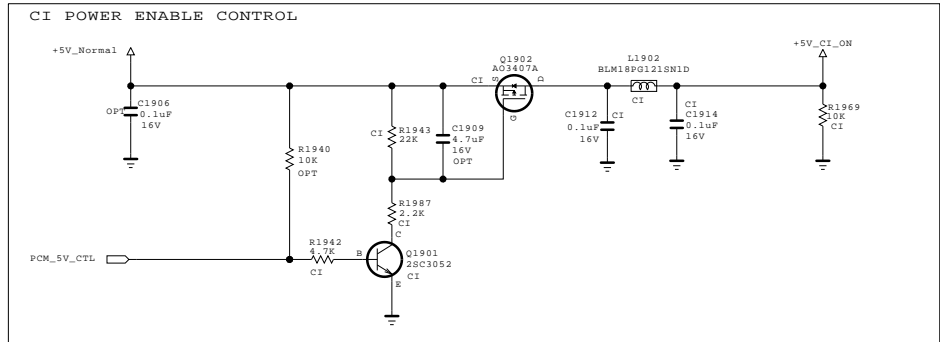 CI POWER ENABLE CONTROL
+5V_Normal
+5V_CI_ON
Q1902
AO3407A
L1902
BLM18PG121SN1D
CI
S
D
G
CI
C1906
OPT
0.1uF
16V
R1940
10K
OPT
CI
R1943
22K
C1909
4.7uF
16V
OPT
C1912
CI
0.1uF
16V
CI
C1914
0.1uF
16V
R1969
10K
CI
R1987
2.2K
CI
C
PCM_5V_CTL
R1942
4.7K
CI
B
Q1901
2SC3052
CI
E